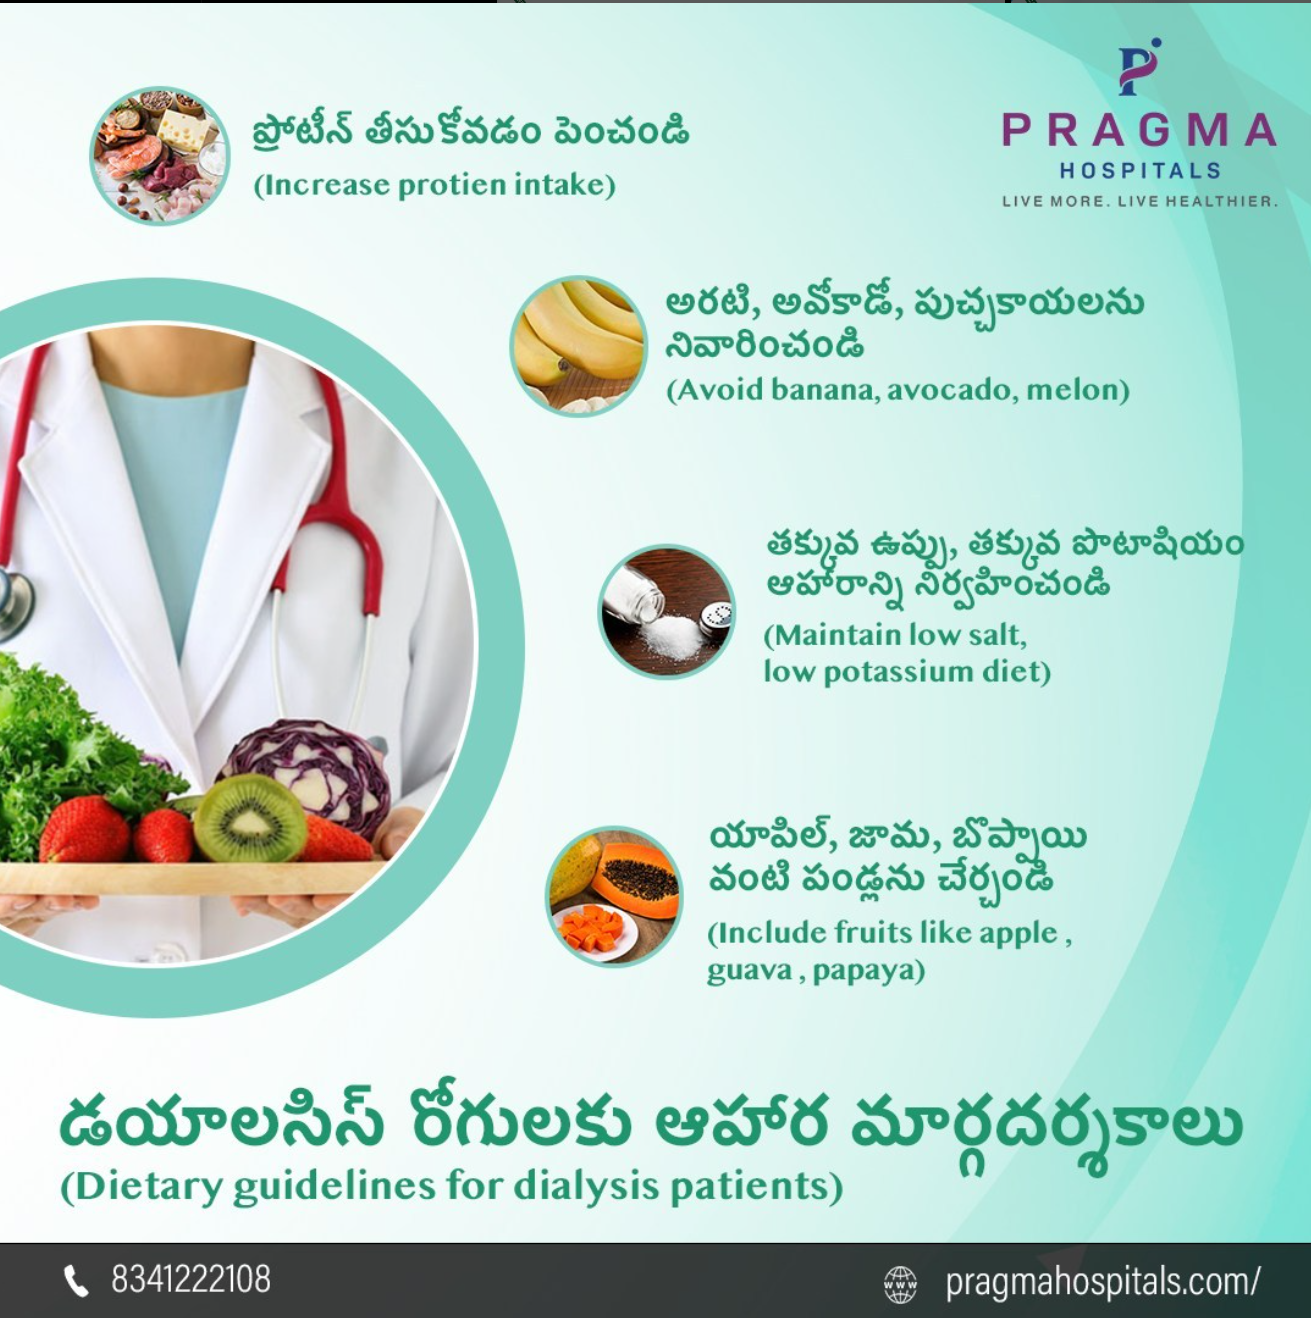 PRAGMA
HOSPITALS
LIVE MORE. LIVE HEALTHIER.
ప్రోటీన్ తీసుకోవడం పెంచండి
(Increase protien intake)
అరటి, అవోకాడో, పుచ్చకాయలను
నివారించండి
(Avoid banana, avocado, melon)
తక్కువ ఉప్పు, తక్కువ పొటాషియం
ఆహారాన్ని నిర్వహించండి
(Maintain low salt,
low potassium diet)
యాపిల్, జామ, బొప్పాయి
వంటి పండ్లను చేర్చండి
(Include fruits like apple ,
guava , papaya)
డయాలసిస్ రోగులకు ఆహార మార్గదర్శకాలు
(Dietary guidelines for dialysis patients)
8341222108
www
pragmahospitals.com/